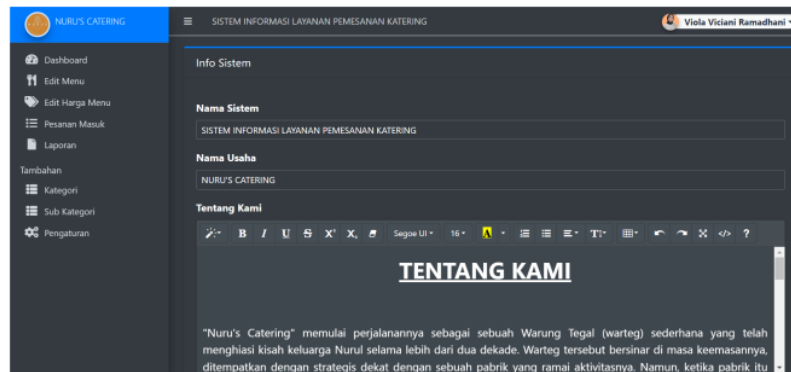 NURU'S CATERING
SISTEM INFORMASI LAYANAN PEMESANAN KATERING
Viola Viciani Ramadhani
Dashboard
Edit Menu
Edit Harga Menu
Pesanan Masuk
Laporan
Tambahan
Kategori
Sub Kategori
Pengaturan
Info Sistem
Nama Sistem
SISTEM INFORMASI LAYANAN PEMESANAN KATERING
Nama Usaha
NURU'S CATERING
Tentang Kami
B I U S X² X₂ Segoe UI 16 A T </> ?
TENTANG KAMI
"Nuru's Catering" memulai perjalanannya sebagai sebuah Warung Tegal (warteg) sederhana yang telah
menghiasi kisah keluarga Nurul selama lebih dari dua dekade. Warteg tersebut bersinar di masa keemasannya,
ditempatkan dengan strategis dekat dengan sebuah pabrik yang ramai aktivitasnya. Namun, ketika pabrik itu